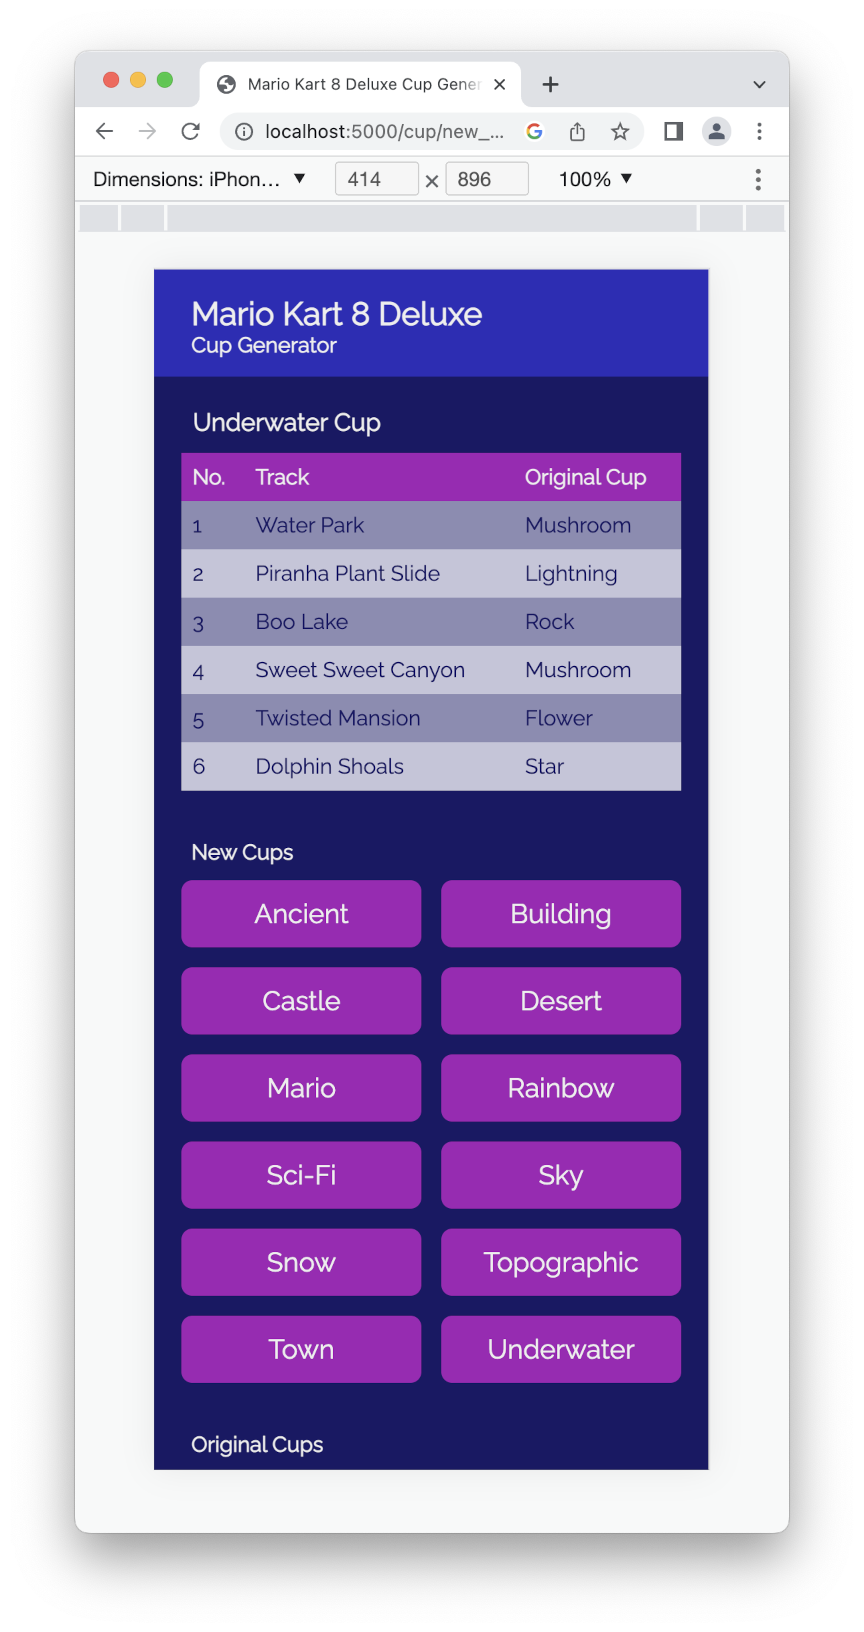 Mario Kart 8 Deluxe Cup Gener
localhost:5000/cup/new_...
Dimensions: iPhon... ▼ 414 × 896 100% ▼
Mario Kart 8 Deluxe
Cup Generator
Underwater Cup
No. Track Original Cup
1 Water Park Mushroom
2 Piranha Plant Slide Lightning
3 Boo Lake Rock
4 Sweet Sweet Canyon Mushroom
5 Twisted Mansion Flower
6 Dolphin Shoals Star
New Cups
Ancient Building
Castle Desert
Mario Rainbow
Sci-Fi Sky
Snow Topographic
Town Underwater
Original Cups